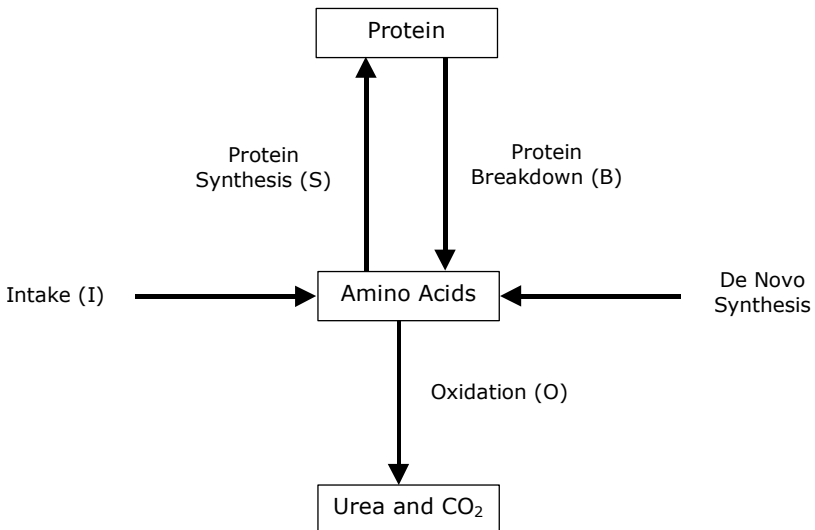 Protein
Protein
Synthesis (S)
Protein
Breakdown (B)
Intake (I)
Amino Acids
De Novo
Synthesis
Oxidation (O)
Urea and CO₂